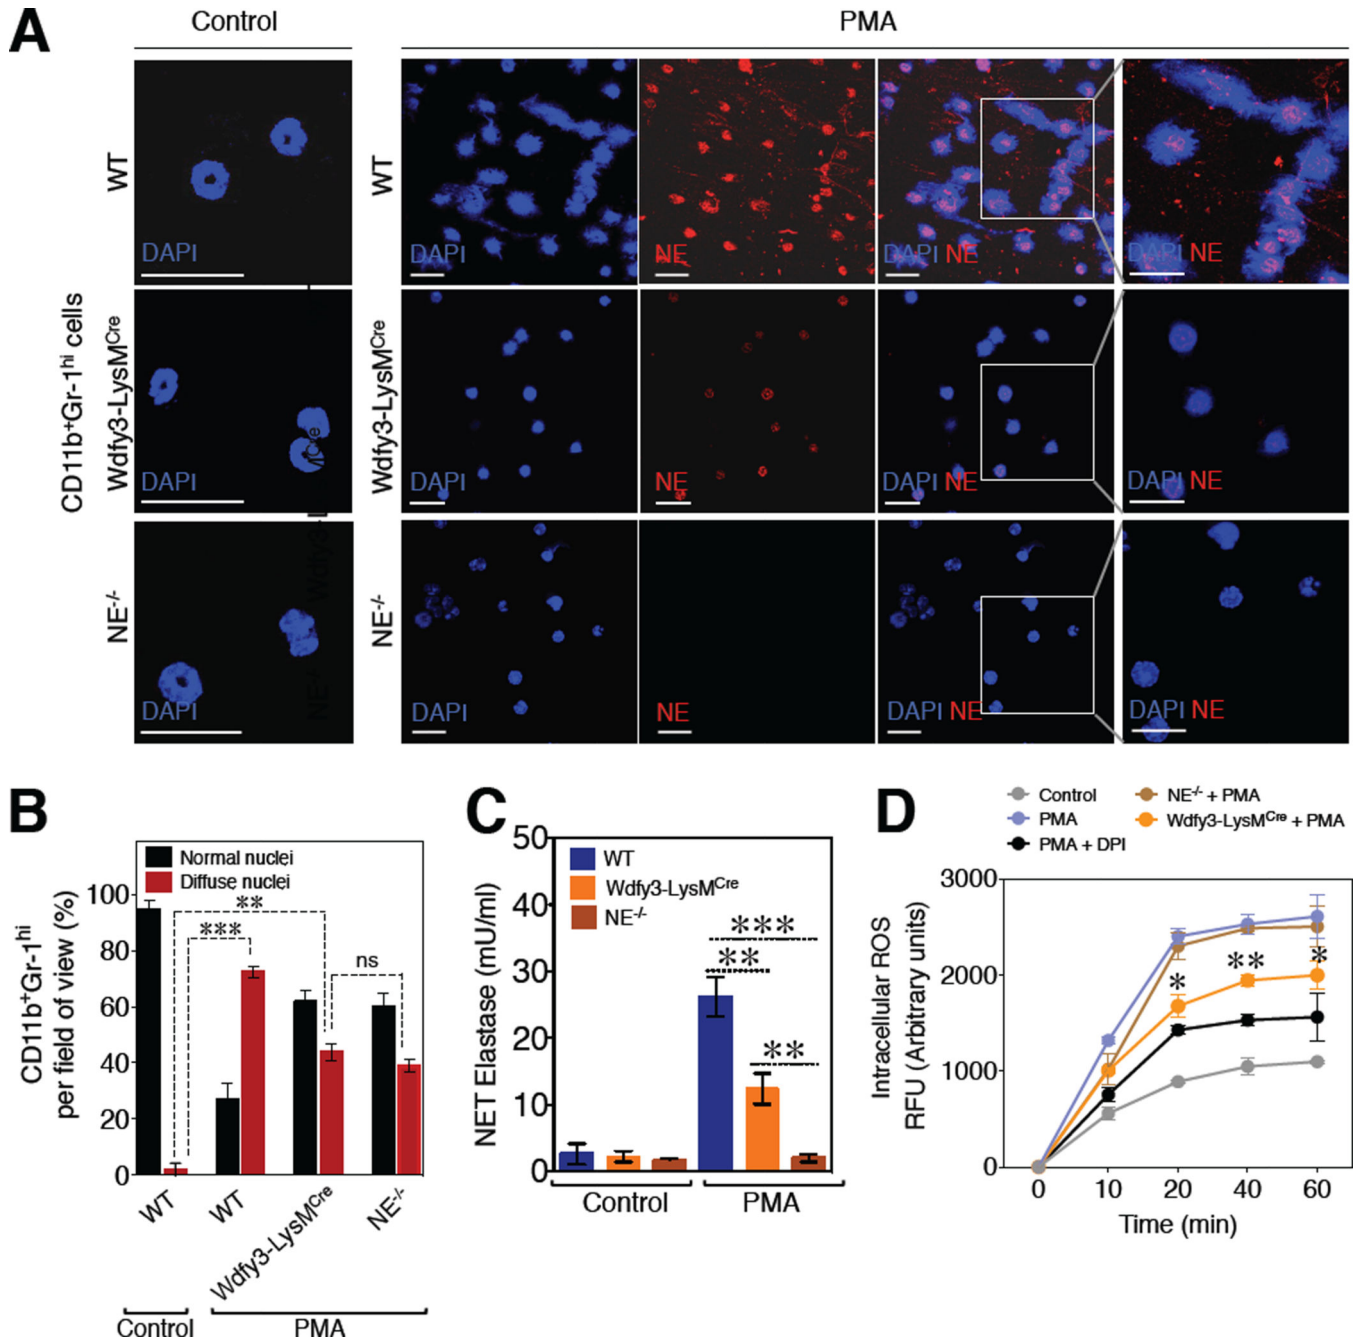 A
Control
PMA
CD11b+Gr-1hi cells
WT
DAPI
WT
DAPI
NE
DAPI NE
DAPI NE
Wdfy3-LysMCre
DAPI
Wdfy3-LysMCre
DAPI
NE
DAPI NE
DAPI NE
NE-/-
DAPI
NE-/-
DAPI
NE
DAPI NE
DAPI NE
B
Normal nuclei
Diffuse nuclei
CD11b+Gr-1hi
per field of view (%)
100
80
60
40
20
0
**
***
ns
WT
WT
Wdfy3-LysMCre
NE-/-
Control
PMA
C
WT
Wdfy3-LysMCre
NE-/-
NET Elastase (mU/ml)
50
40
30
20
10
0
***
**
**
Control
PMA
D
Control
PMA
PMA + DPI
NE-/- + PMA
Wdfy3-LysMCre + PMA
Intracellular ROS
RFU (Arbitrary units)
3000
2000
1000
0
*
**
*
0 10 20 40 60
Time (min)